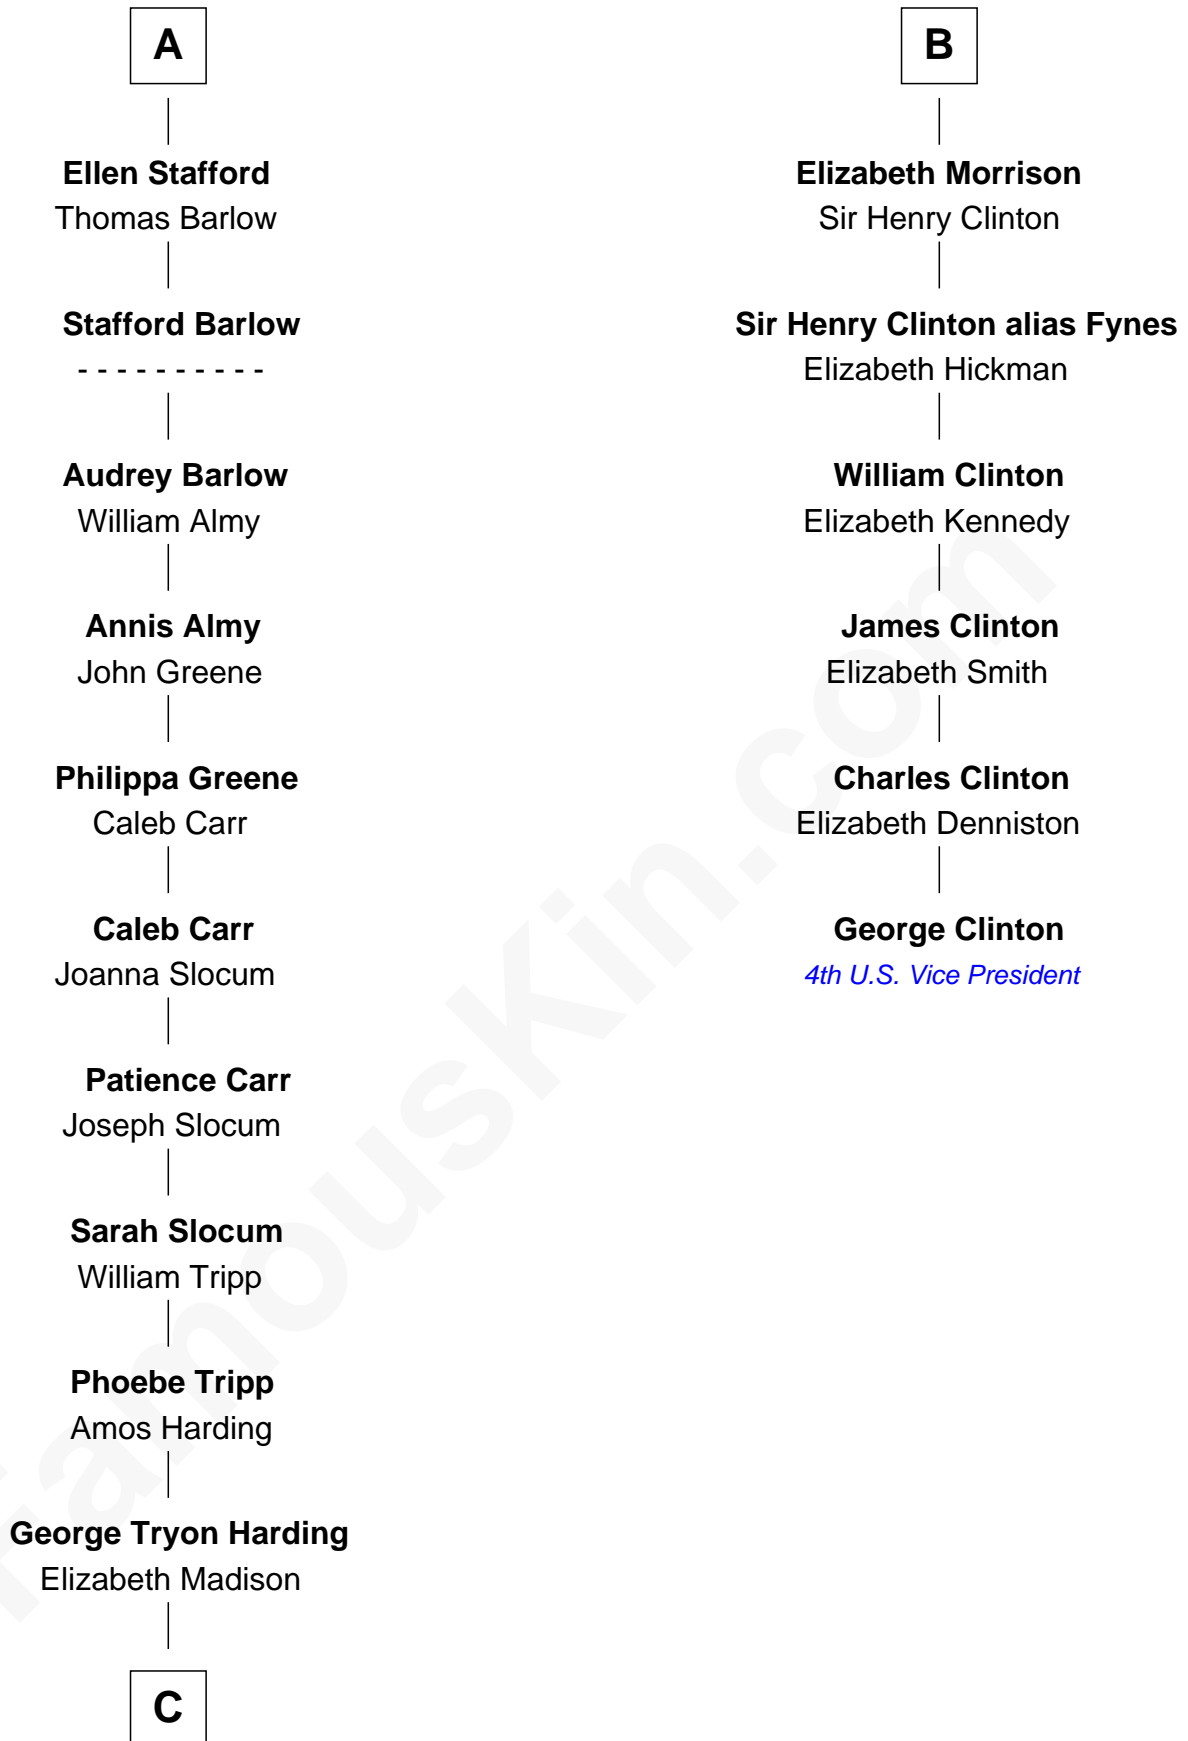 A
Ellen Stafford
Thomas Barlow
Stafford Barlow
- - - - - - - - - -
Audrey Barlow
William Almy
Annis Almy
John Greene
Philippa Greene
Caleb Carr
Caleb Carr
Joanna Slocum
Patience Carr
Joseph Slocum
Sarah Slocum
William Tripp
Phoebe Tripp
Amos Harding
George Tryon Harding
Elizabeth Madison
C
B
Elizabeth Morrison
Sir Henry Clinton
Sir Henry Clinton alias Fynes
Elizabeth Hickman
William Clinton
Elizabeth Kennedy
James Clinton
Elizabeth Smith
Charles Clinton
Elizabeth Denniston
George Clinton
4th U.S. Vice President
FamousKin.com